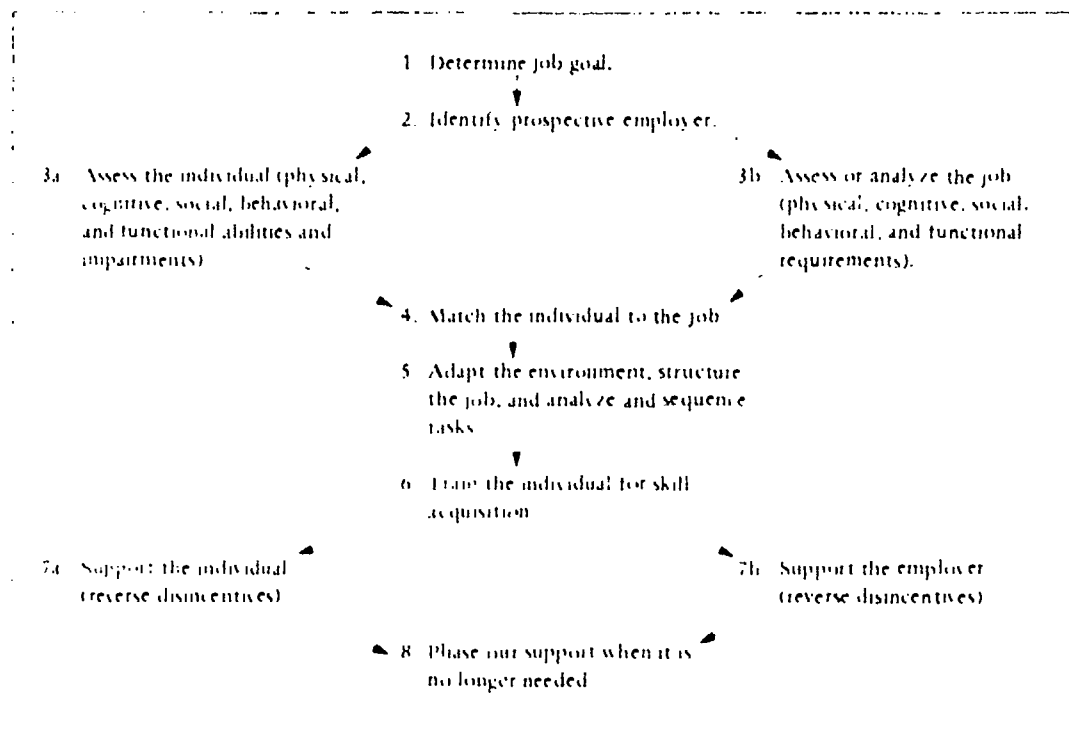 1. Determine job goal.
2. Identify prospective employer.
3a. Assess the individual (physical,
cognitive, social, behavioral,
and functional abilities and
impairments)
3b. Assess or analyze the job
(physical, cognitive, social,
behavioral, and functional
requirements).
4. Match the individual to the job
5. Adapt the environment, structure
the job, and analyze and sequence
tasks
6. Train the individual for skill
acquisition
7a. Support the individual
(reverse disincentives)
7b. Support the employer
(reverse disincentives)
8. Phase out support when it is
no longer needed